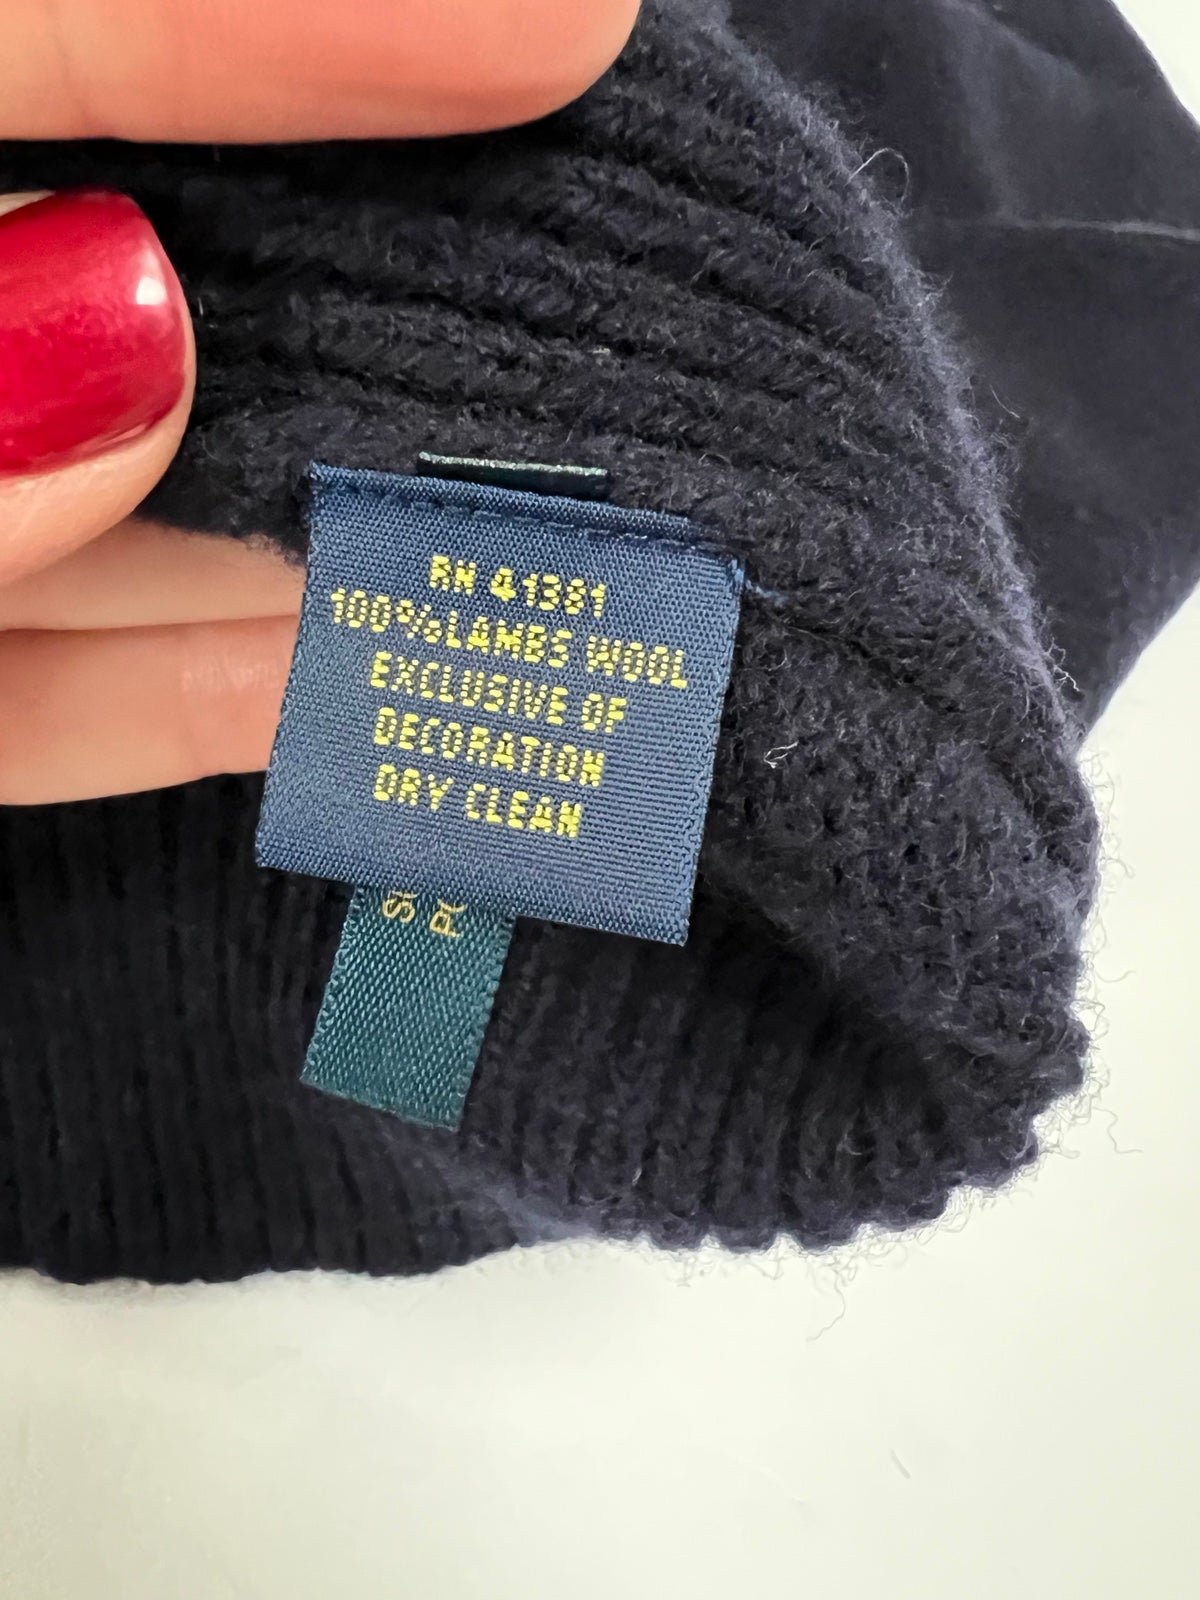 RN 41381
100% LAMBS WOOL
EXCLUSIVE OF
DECORATION
DRY CLEAN